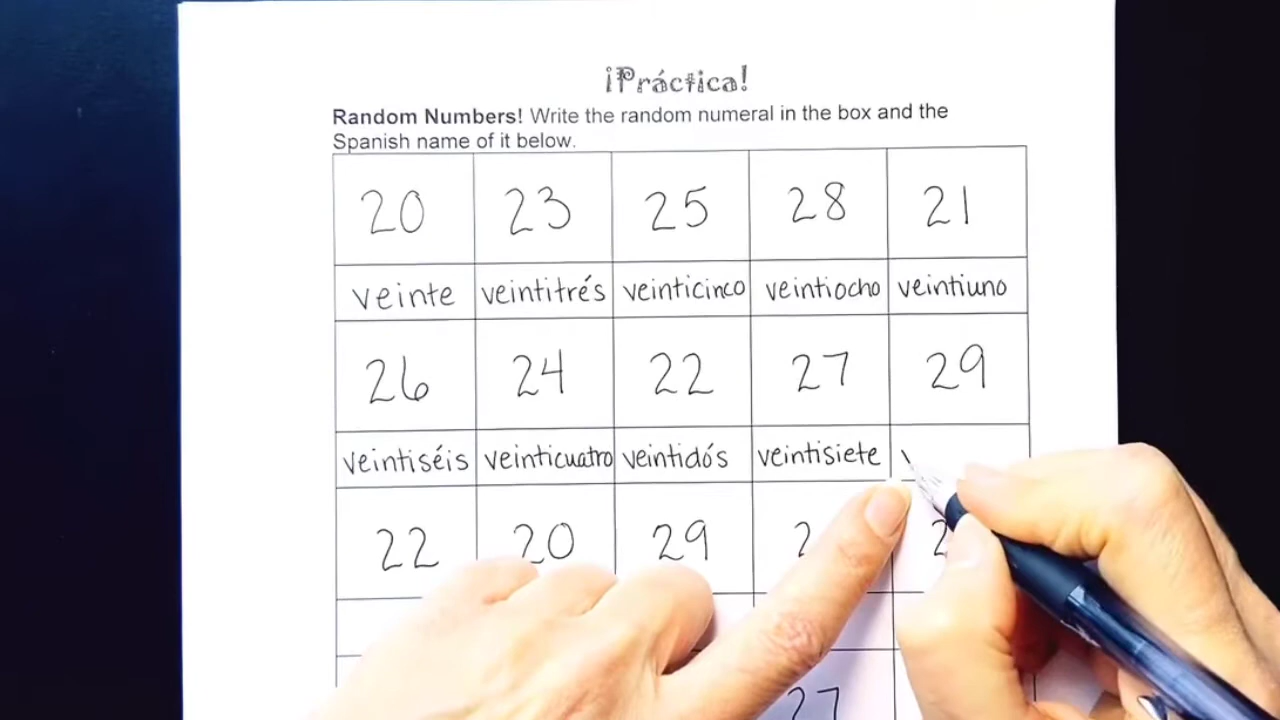 ¡Práctica!
Random Numbers! Write the random numeral in the box and the
Spanish name of it below.
20 23 25 28 21
veinte veintitrés veinticinco veintiocho veintiuno
26 24 22 27 29
veintiséis veinticuatro veintidós veintisiete
22 20 29 2 2
27